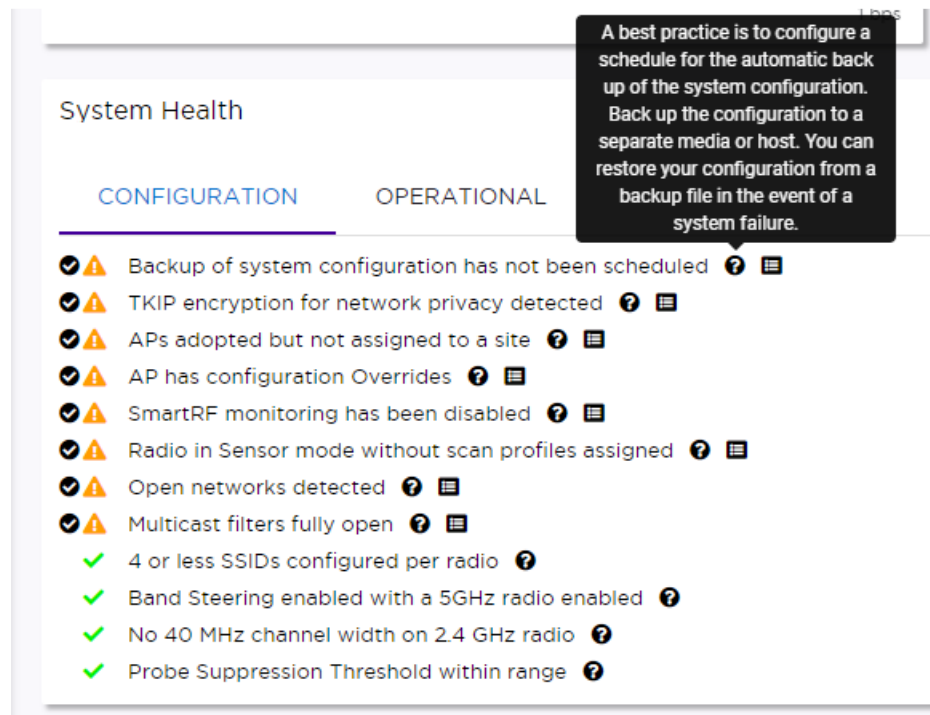 A best practice is to configure a
schedule for the automatic back
up of the system configuration.
Back up the configuration to a
separate media or host. You can
restore your configuration from a
backup file in the event of a
system failure.
System Health
CONFIGURATION OPERATIONAL
Backup of system configuration has not been scheduled
TKIP encryption for network privacy detected
APs adopted but not assigned to a site
AP has configuration Overrides
SmartRF monitoring has been disabled
Radio in Sensor mode without scan profiles assigned
Open networks detected
Multicast filters fully open
4 or less SSIDs configured per radio
Band Steering enabled with a 5GHz radio enabled
No 40 MHz channel width on 2.4 GHz radio
Probe Suppression Threshold within range